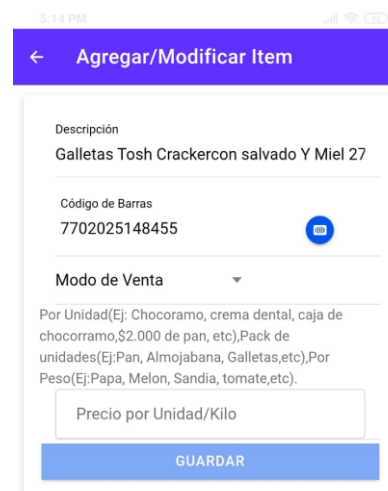 5:14 PM
Agregar/Modificar Item
Descripción
Galletas Tosh Crackercon salvado Y Miel 27
Código de Barras
7702025148455
Modo de Venta
Por Unidad(Ej: Chocoramo, crema dental, caja de
chocorramo,$2.000 de pan, etc),Pack de
unidades(Ej:Pan, Almojabana, Galletas,etc),Por
Peso(Ej:Papa, Melon, Sandia, tomate,etc).
Precio por Unidad/Kilo
GUARDAR